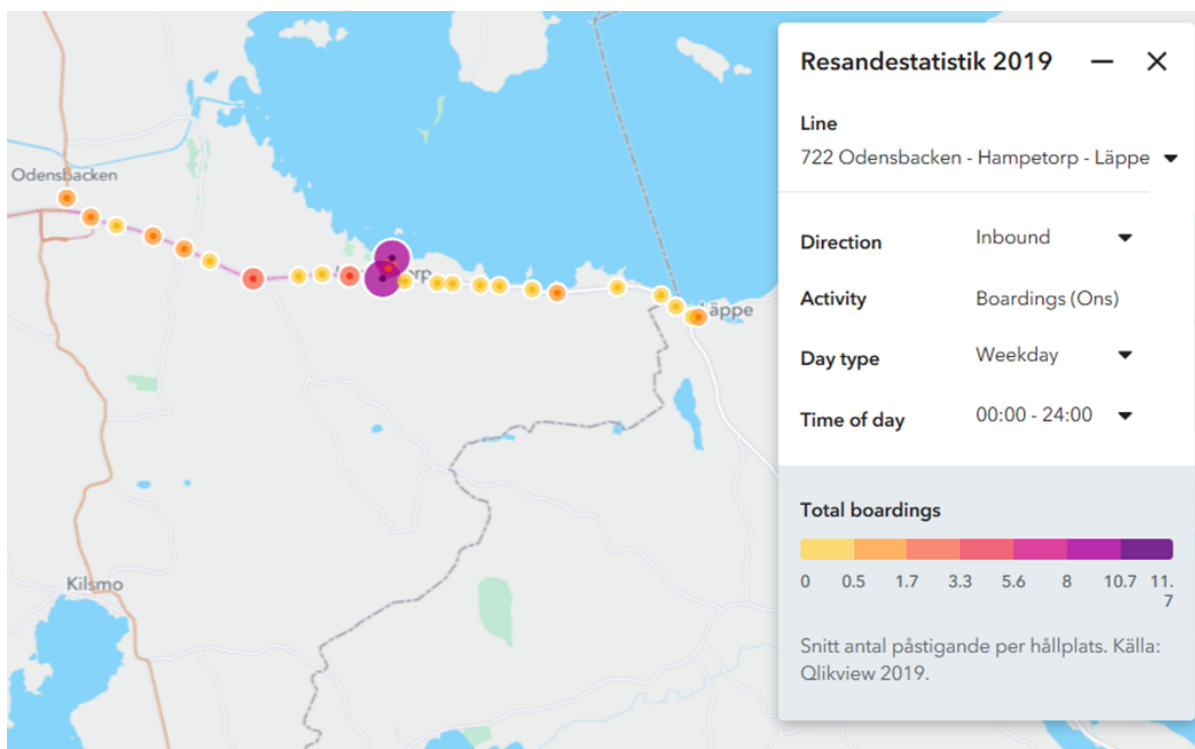 Resandestatistik 2019
Line
722 Odensbacken - Hampetorp - Läppe
Direction Inbound
Activity Boardings (Ons)
Day type Weekday
Time of day 00:00 - 24:00
Total boardings
0 0.5 1.7 3.3 5.6 8 10.7 11.
7
Snitt antal påstigande per hållplats. Källa:
Qlikview 2019.
Odensbacken
orp
äppe
Kilsmo